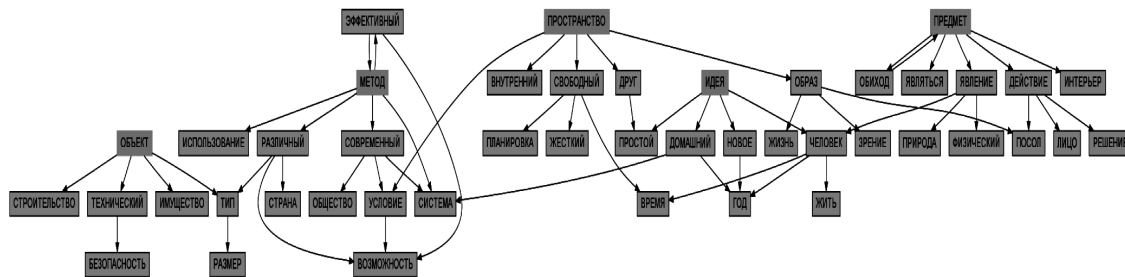 ЭФФЕКТИВНЫЙ ПРОСТРАНСТВО ПРЕДМЕТ
МЕТОД ВНУТРЕННИЙ СВОБОДНЫЙ ДРУГ ИДЕЯ ОБРАЗ ОБИХОД ЯВЛЯТЬСЯ ЯВЛЕНИЕ ДЕЙСТВИЕ ИНТЕРЬЕР
ОБЪЕКТ ИСПОЛЬЗОВАНИЕ РАЗЛИЧНЫЙ СОВРЕМЕННЫЙ ПЛАНИРОВКА ЖЕСТКИЙ ПРОСТОЙ ДОМАШНИЙ НОВОЕ ЖИЗНЬ ЧЕЛОВЕК ЗРЕНИЕ ПРИРОДА ФИЗИЧЕСКИЙ ПОСОЛ ЛИЦО РЕШЕНИЕ
СТРОИТЕЛЬСТВО ТЕХНИЧЕСКИЙ ИМУЩЕСТВО ТИП СТРАНА ОБЩЕСТВО УСЛОВИЕ СИСТЕМА ВРЕМЯ ГОД ЖИТЬ
БЕЗОПАСНОСТЬ РАЗМЕР ВОЗМОЖНОСТЬ